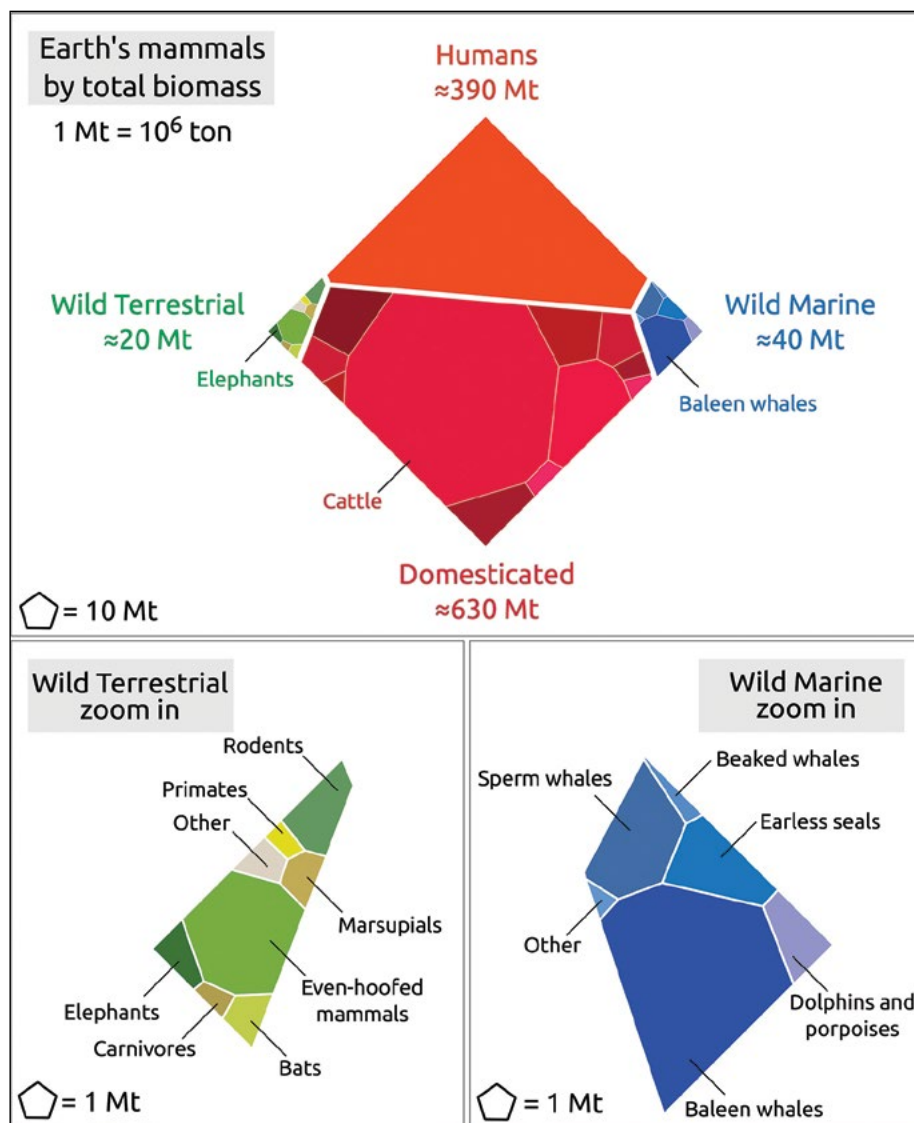 Earth's mammals
by total biomass
1 Mt = 10⁶ ton
Humans
≈390 Mt
Wild Terrestrial
≈20 Mt
Elephants
Wild Marine
≈40 Mt
Baleen whales
Cattle
Domesticated
≈630 Mt
= 10 Mt
Wild Terrestrial
zoom in
Rodents
Primates
Other
Marsupials
Even-hoofed
mammals
Elephants
Carnivores
Bats
= 1 Mt
Wild Marine
zoom in
Beaked whales
Sperm whales
Earless seals
Other
Dolphins and
porpoises
Baleen whales
= 1 Mt